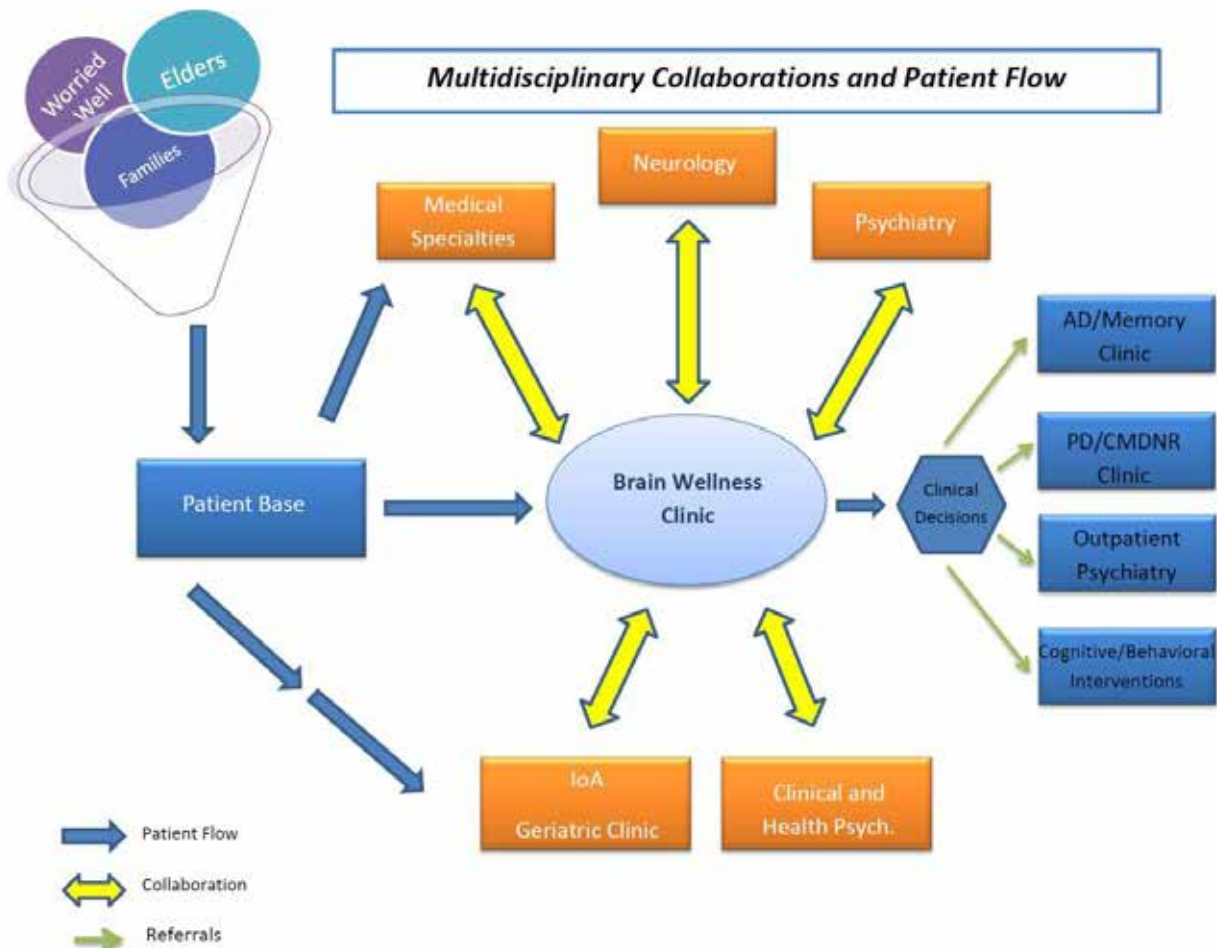 Multidisciplinary Collaborations and Patient Flow
Worried
Well
Elders
Families
Neurology
Medical
Specialties
Psychiatry
AD/Memory
Clinic
PD/CMDNR
Clinic
Patient Base
Brain Wellness
Clinic
Clinical
Decisions
Outpatient
Psychiatry
Cognitive/Behavioral
Interventions
IoA
Geriatric Clinic
Clinical and
Health Psych.
Patient Flow
Collaboration
Referrals